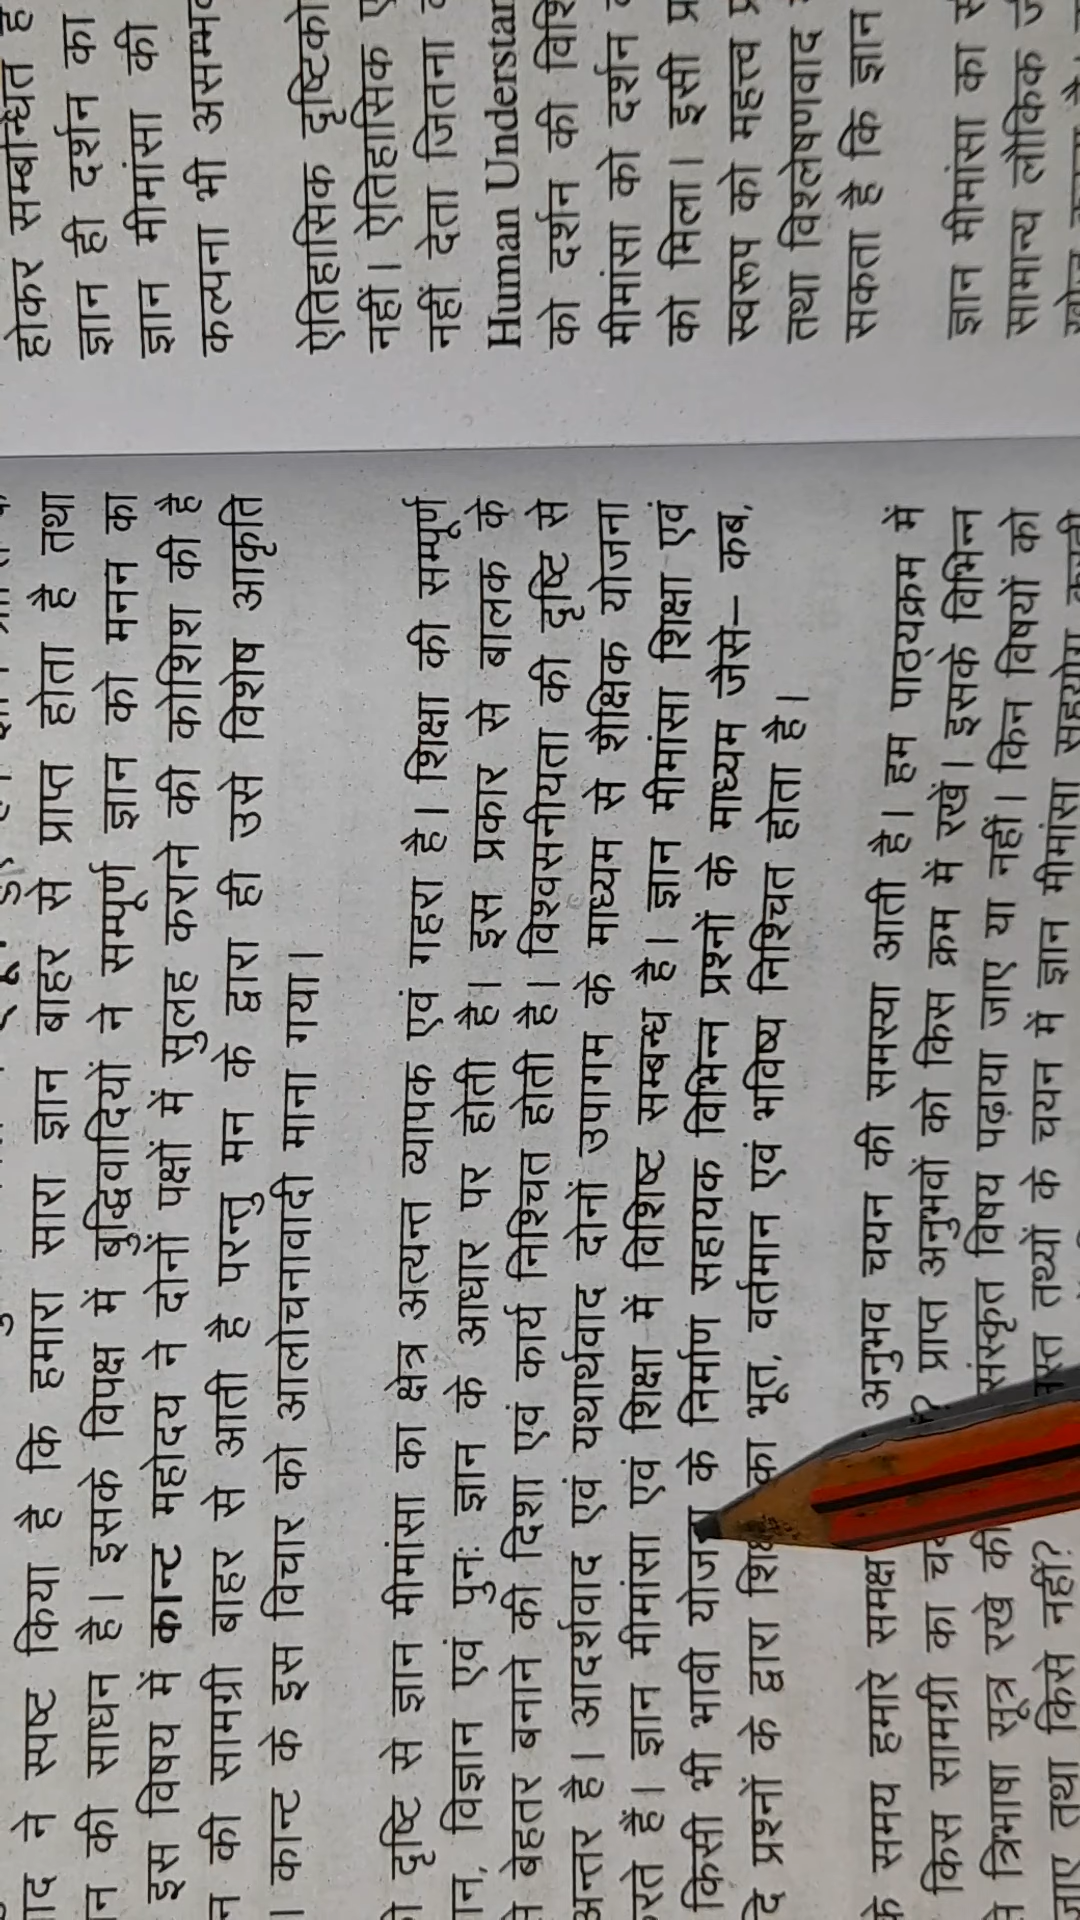 ाद ने स्पष्ट किया है कि हमारा सारा ज्ञान बाहर से प्राप्त होता है तथा
न की साधन है। इसके विपक्ष में बुद्धिवादियों ने सम्पूर्ण ज्ञान को मनन का
इस विषय में कान्ट महोदय ने दोनों पक्षों में सुलह कराने की कोशिश की है
न की सामग्री बाहर से आती है परन्तु मन के द्वारा ही उसे विशेष आकृति
। कान्ट के इस विचार को आलोचनावादी माना गया।
दृष्टि से ज्ञान मीमांसा का क्षेत्र अत्यन्त व्यापक एवं गहरा है। शिक्षा की सम्पूर्ण
ान, विज्ञान एवं पुनः ज्ञान के आधार पर होती है। इस प्रकार से बालक के
से बेहतर बनाने की दिशा एवं कार्य निश्चित होती है। विश्वसनीयता की दृष्टि से
अन्तर है। आदर्शवाद एवं यथार्थवाद दोनों उपागम के माध्यम से शैक्षिक योजना
रते हैं। ज्ञान मीमांसा एवं शिक्षा में विशिष्ट सम्बन्ध है। ज्ञान मीमांसा शिक्षा एवं
किसी भी भावी के निर्माण सहायक विभिन्न प्रश्नों के माध्यम जैसे– कब,
दे प्रश्नों के द्वारा का भूत, वर्तमान एवं भविष्य निश्चित होता है।
के समय हमारे समक्ष अनुभव चयन की समस्या आती है। हम पाठ्यक्रम में
किस सामग्री का प्राप्त अनुभवों को किस क्रम में रखें। इसके विभिन्न
त्रिभाषा सूत्र रखे की संस्कृत विषय पढ़ाया जाए या नहीं। किन विषयों को
जाए तथा किसे नहीं? तथ्यों के चयन में ज्ञान मीमांसा सहयोग करती
होकर सम्बन्धित है
ज्ञान ही दर्शन का
ज्ञान मीमांसा की
कल्पना भी असम्भव
ऐतिहासिक दृष्टिको
नहीं। ऐतिहासिक ए
नहीं देता जितना
Human Understan
को दर्शन की विशि
मीमांसा को दर्शन
को मिला। इसी प्र
स्वरूप को महत्त्व प्र
तथा विश्लेषणवाद
सकता है कि ज्ञान
ज्ञान मीमांसा का स
सामान्य लौकिक